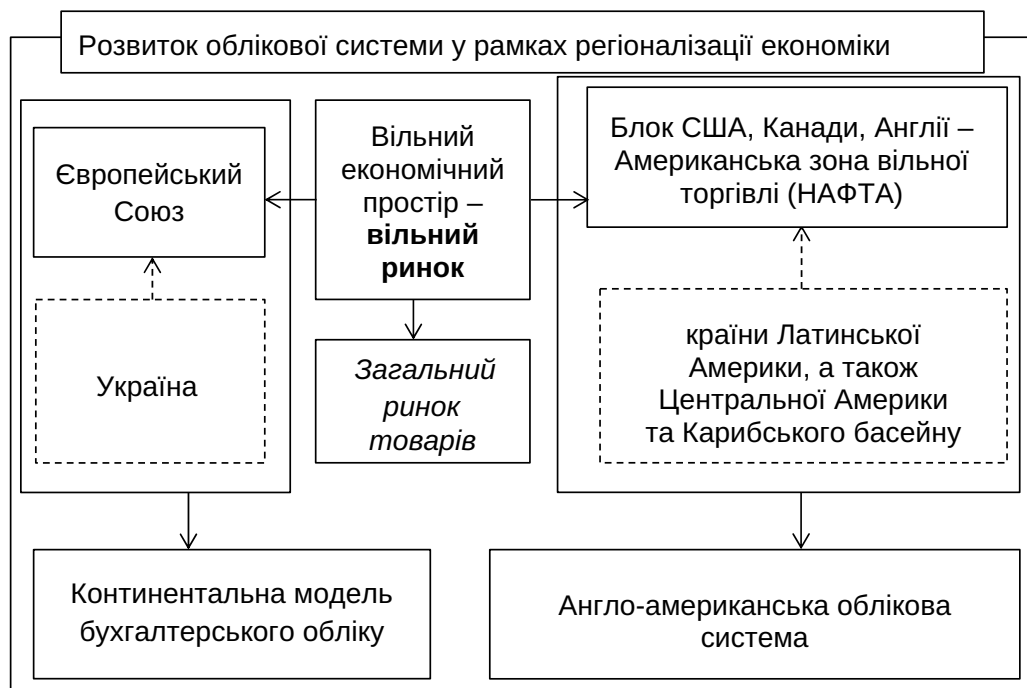 Розвиток облікової системи у рамках регіоналізації економіки
Європейський
Союз
Україна
Вільний
економічний
простір –
вільний
ринок
Загальний
ринок
товарів
Блок США, Канади, Англії –
Американська зона вільної
торгівлі (НАФТА)
країни Латинської
Америки, а також
Центральної Америки
та Карибського басейну
Континентальна модель
бухгалтерського обліку
Англо-американська облікова
система